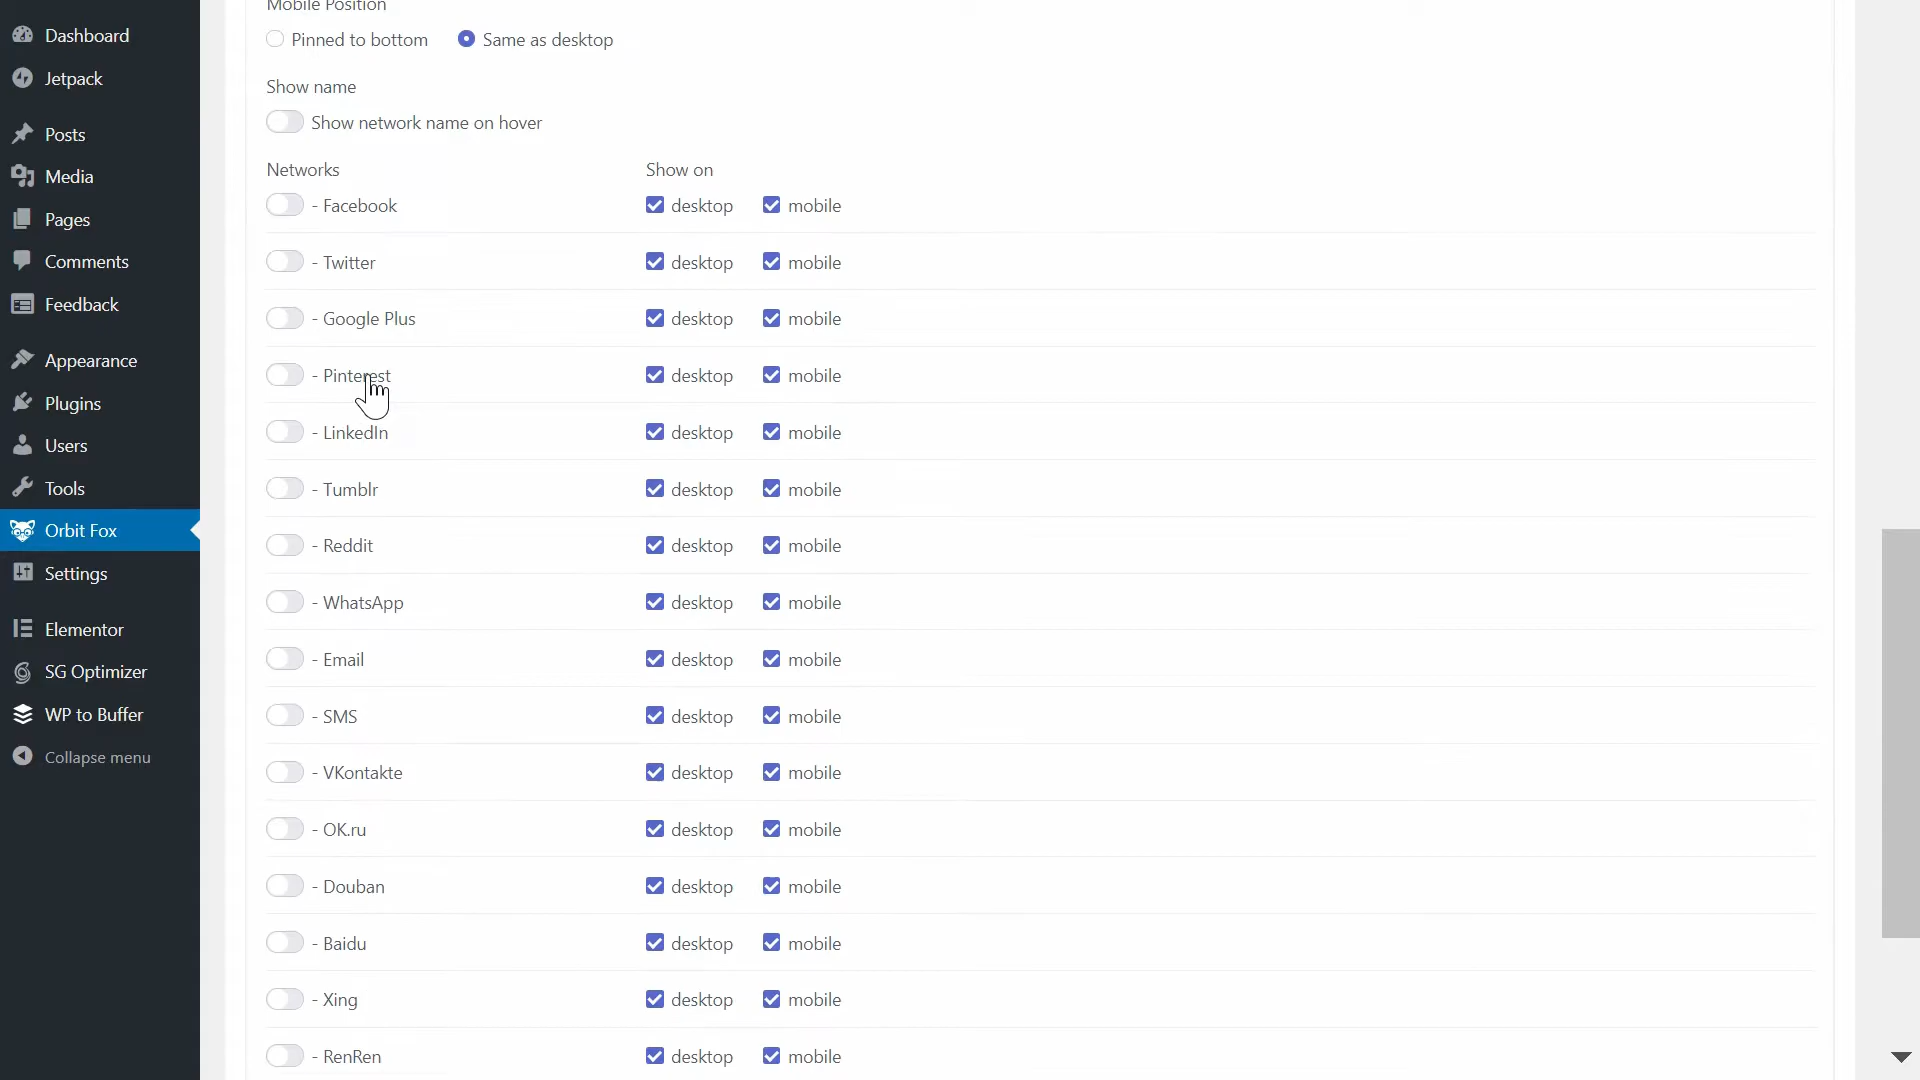 Dashboard
Jetpack
Posts
Media
Pages
Comments
Feedback
Appearance
Plugins
Users
Tools
Orbit Fox
Settings
Elementor
SG Optimizer
WP to Buffer
Collapse menu
Mobile Position
Pinned to bottom Same as desktop
Show name
Show network name on hover
Networks Show on
- Facebook desktop mobile
- Twitter desktop mobile
- Google Plus desktop mobile
- Pinterest desktop mobile
- LinkedIn desktop mobile
- Tumblr desktop mobile
- Reddit desktop mobile
- WhatsApp desktop mobile
- Email desktop mobile
- SMS desktop mobile
- VKontakte desktop mobile
- OK.ru desktop mobile
- Douban desktop mobile
- Baidu desktop mobile
- Xing desktop mobile
- RenRen desktop mobile